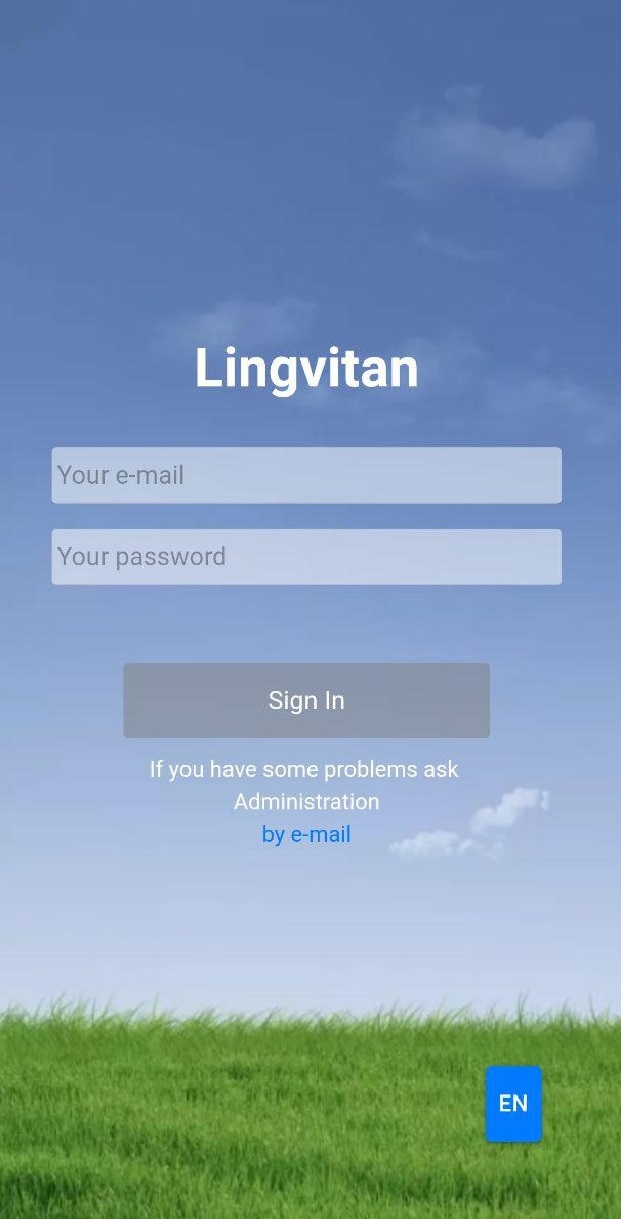 Lingvitan
Your e-mail
Your password
Sign In
If you have some problems ask
Administration
by e-mail
EN